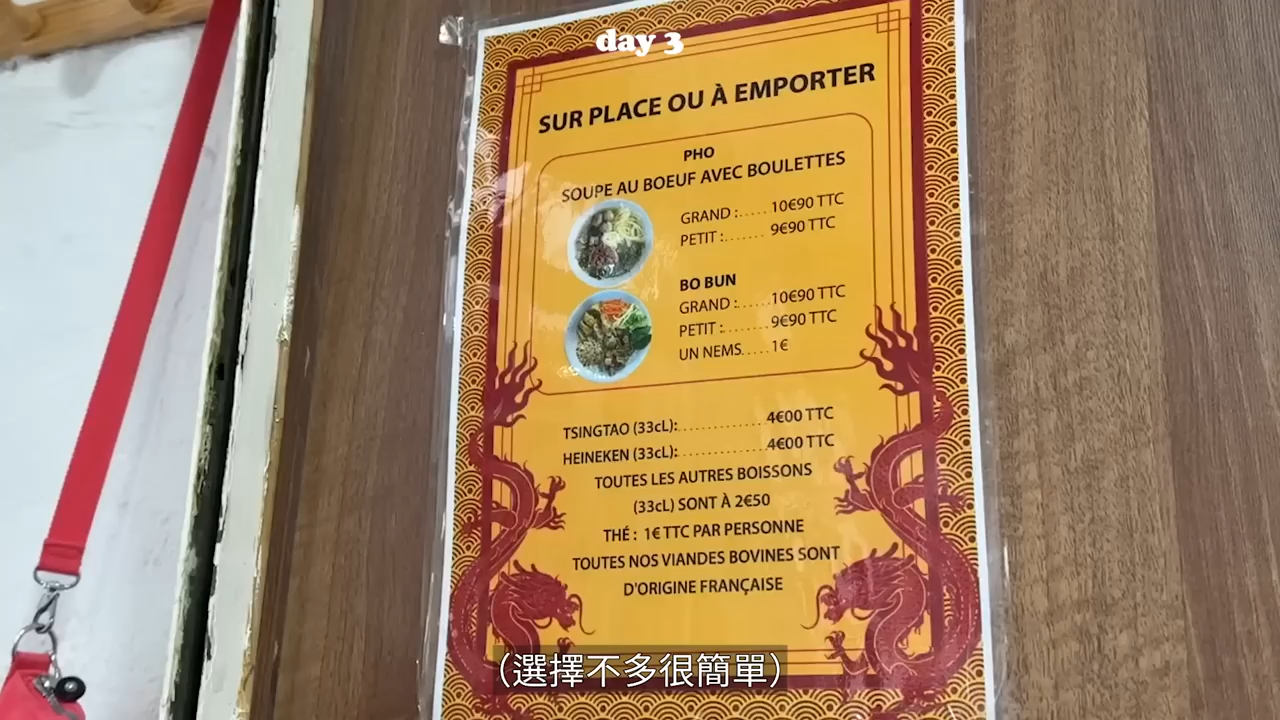 day 3
SUR PLACE OU À EMPORTER
PHO
SOUPE AU BOEUF AVEC BOULETTES
GRAND :..... 10€90 TTC
PETIT :....... 9€90 TTC
BO BUN
GRAND :......10€90 TTC
PETIT :........9€90 TTC
UN NEMS.....1€
TSINGTAO (33cL):..............4€00 TTC
HEINEKEN (33cL):..............4€00 TTC
TOUTES LES AUTRES BOISSONS
(33cL) SONT À 2€50
THÉ : 1€ TTC PAR PERSONNE
TOUTES NOS VIANDES BOVINES SONT
D'ORIGINE FRANÇAISE
（選擇不多很簡單）